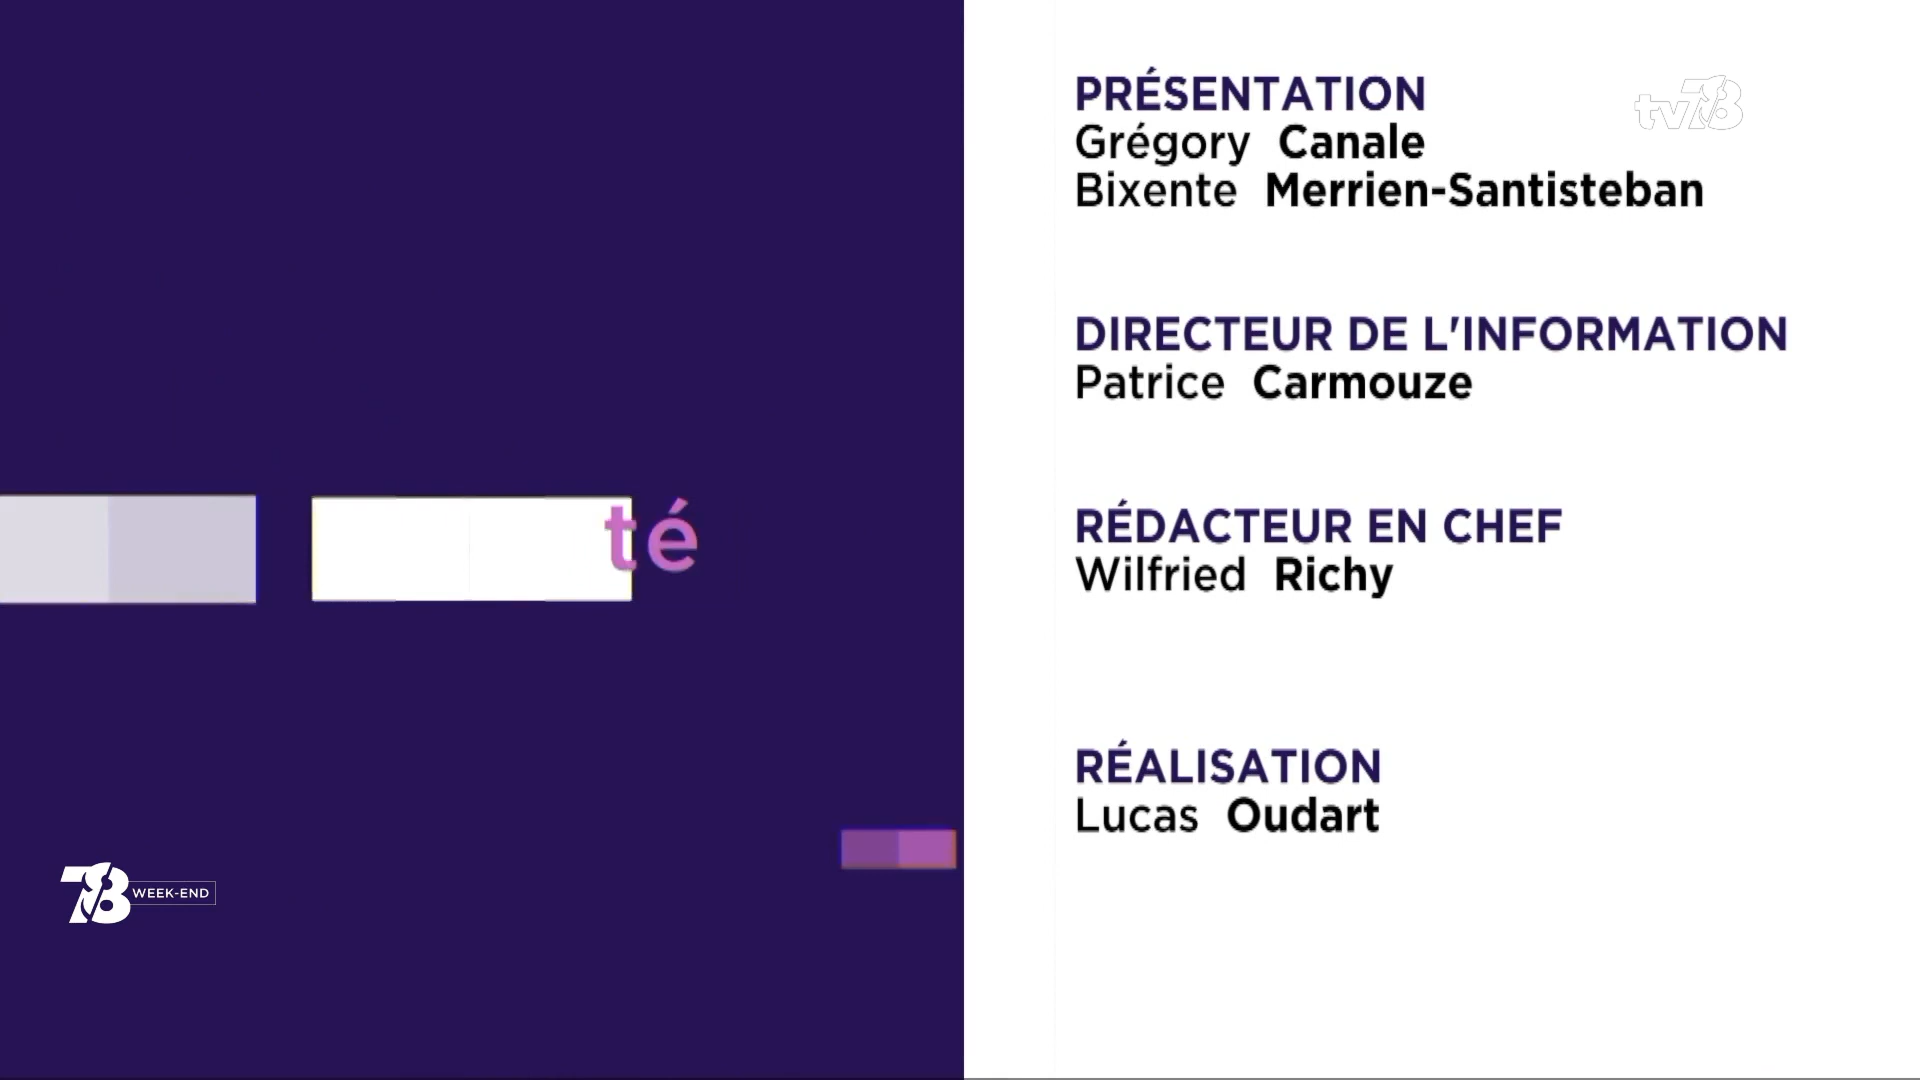 PRÉSENTATION
Grégory Canale
Bixente Merrien-Santisteban
DIRECTEUR DE L'INFORMATION
Patrice Carmouze
RÉDACTEUR EN CHEF
Wilfried Richy
RÉALISATION
Lucas Oudart
tv78
té
78 WEEK-END